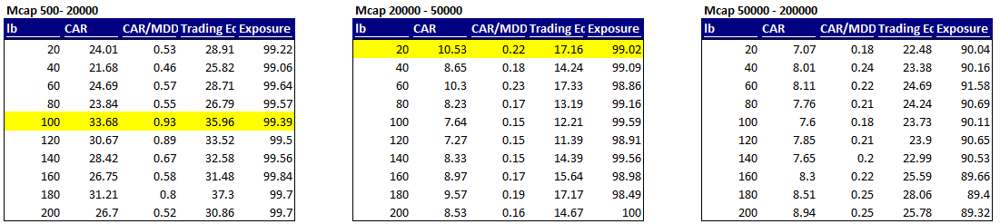 Mcap 500- 20000 Mcap 20000 - 50000 Mcap 50000 - 200000
lb CAR CAR/MDD Trading Ec Exposure lb CAR CAR/MDD Trading Ec Exposure lb CAR CAR/MDD Trading Ec Exposure
20 24.01 0.53 28.91 99.22 20 10.53 0.22 17.16 99.02 20 7.07 0.18 22.48 90.04
40 21.68 0.46 25.82 99.06 40 8.65 0.18 14.24 99.09 40 8.01 0.24 23.38 90.16
60 24.69 0.57 28.71 99.64 60 10.3 0.23 17.33 98.86 60 8.11 0.22 24.69 91.58
80 23.84 0.55 26.79 99.57 80 8.23 0.17 13.19 99.16 80 7.76 0.21 24.24 90.69
100 33.68 0.93 35.96 99.39 100 7.64 0.15 12.21 99.59 100 7.6 0.18 23.73 90.11
120 30.67 0.89 33.52 99.5 120 7.27 0.15 11.39 98.91 120 7.85 0.21 23.9 90.65
140 28.42 0.67 32.58 99.56 140 8.33 0.15 14.39 99.56 140 7.65 0.2 22.99 90.53
160 26.75 0.58 31.48 99.84 160 8.97 0.17 15.64 98.98 160 8.3 0.22 25.59 89.66
180 31.21 0.8 37.3 99.7 180 9.57 0.19 17.17 98.49 180 8.51 0.25 28.06 89.4
200 26.7 0.52 30.86 99.7 200 8.53 0.16 14.67 100 200 8.94 0.25 25.78 89.32